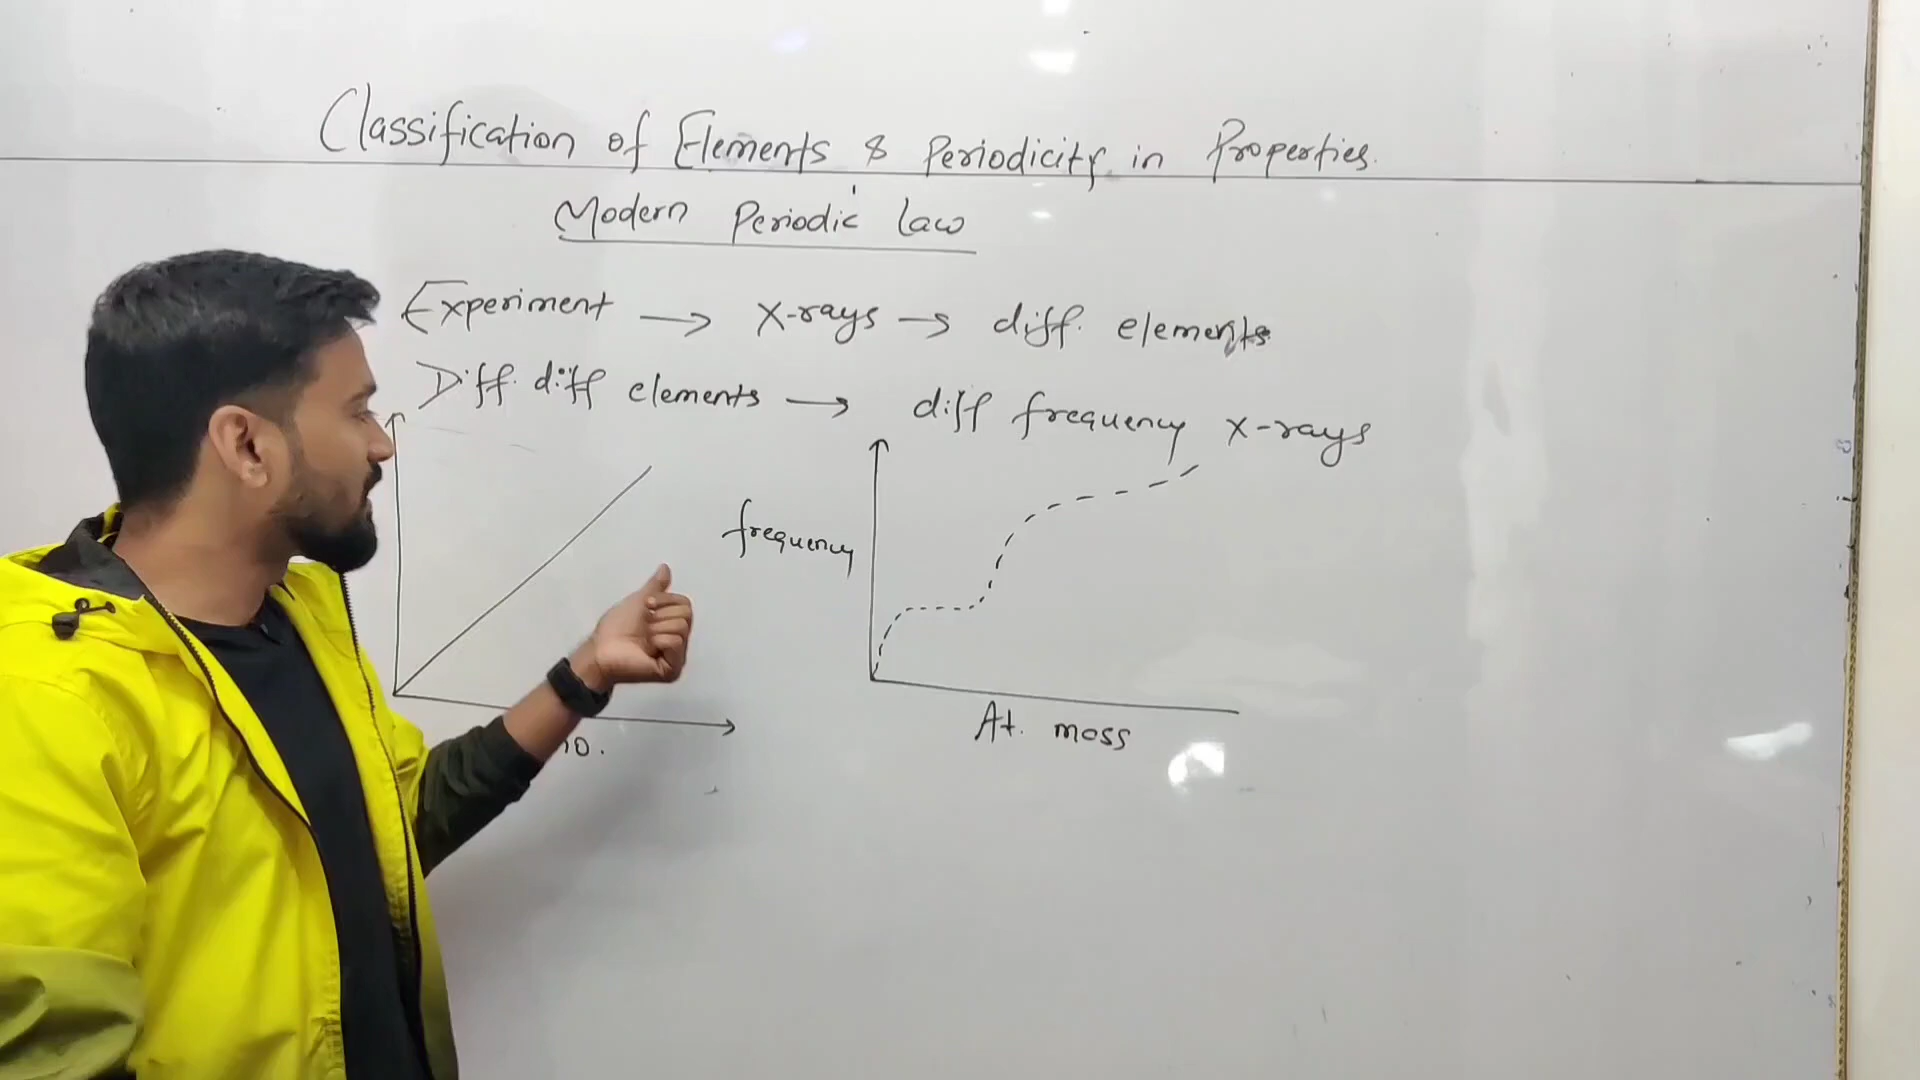 Classification of Elements & Periodicity in Properties.
Modern Periodic law
Experiment → X-rays → diff. elements
Diff. diff elements → diff frequency X-rays
frequency
no.
At. mass